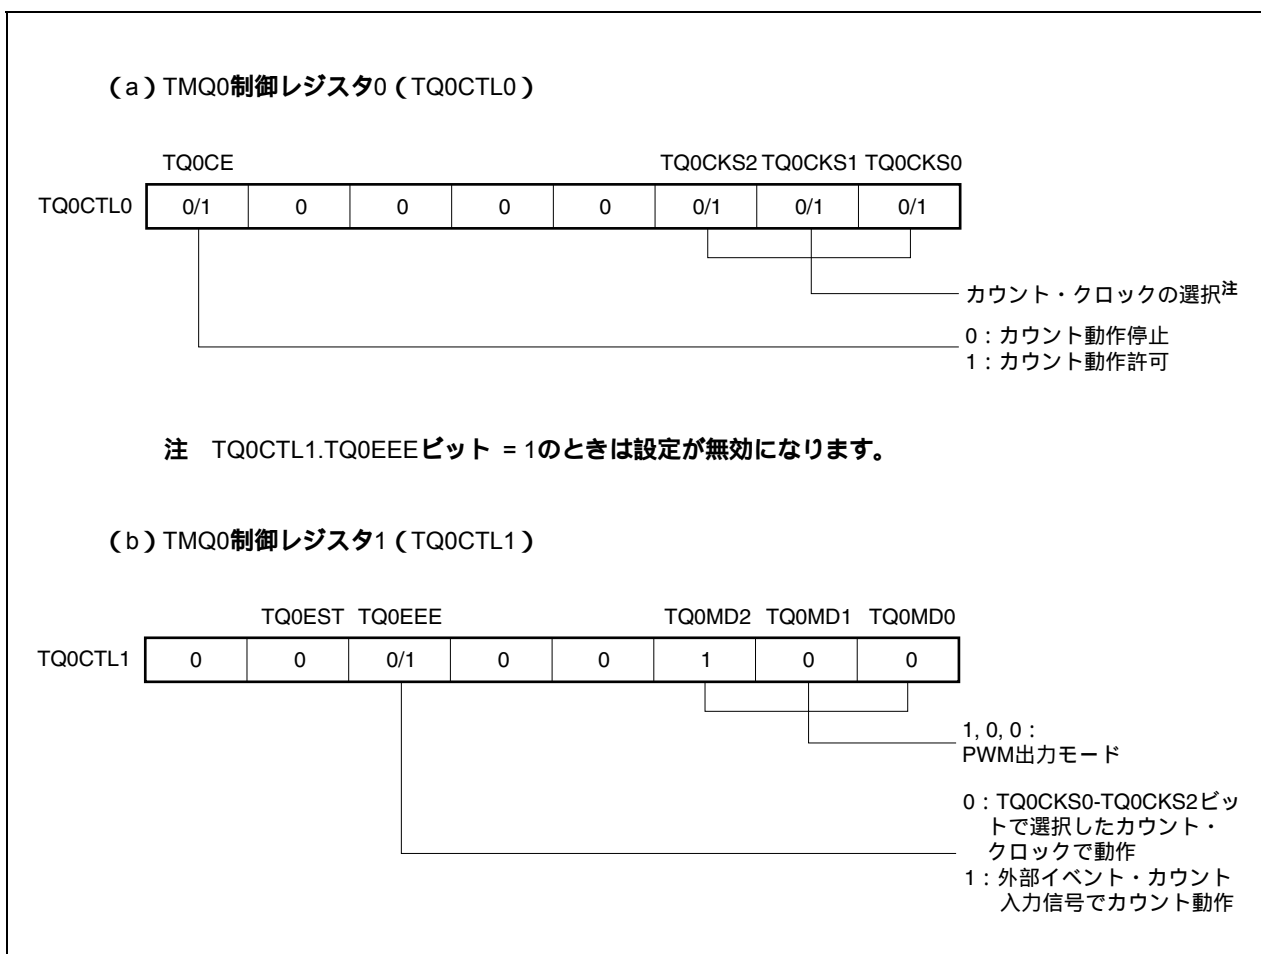 (a)TMQ0制御レジスタ0(TQ0CTL0)
TQ0CE TQ0CKS2 TQ0CKS1 TQ0CKS0
TQ0CTL0 0/1 0 0 0 0 0/1 0/1 0/1
カウント・クロックの選択注
0:カウント動作停止
1:カウント動作許可
注 TQ0CTL1.TQ0EEEビット = 1のときは設定が無効になります。
(b)TMQ0制御レジスタ1(TQ0CTL1)
TQ0EST TQ0EEE TQ0MD2 TQ0MD1 TQ0MD0
TQ0CTL1 0 0 0/1 0 0 1 0 0
1, 0, 0:
PWM出力モード
0:TQ0CKS0-TQ0CKS2ビッ
トで選択したカウント・
クロックで動作
1:外部イベント・カウント
入力信号でカウント動作